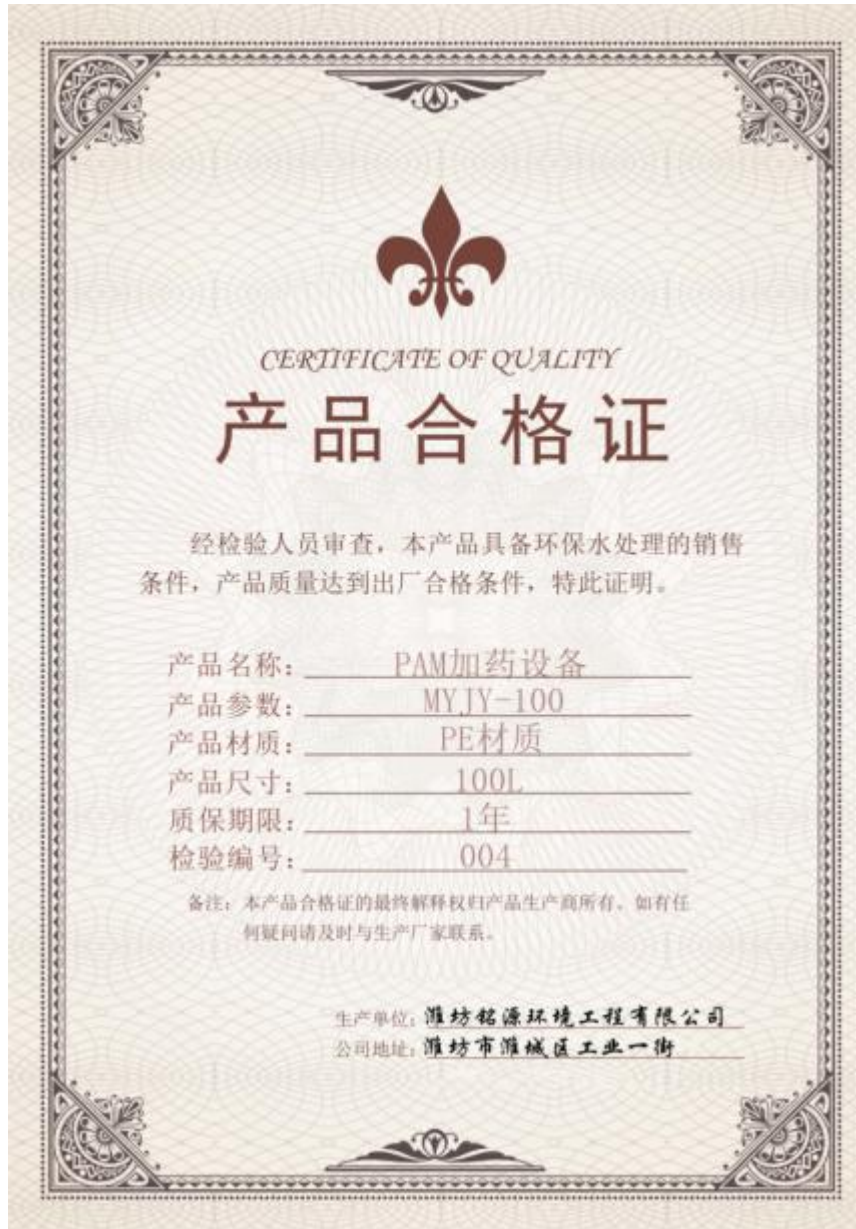 CERTIFICATE OF QUALITY
产品合格证
经检验人员审查，本产品具备环保水处理的销售
条件，产品质量达到出厂合格条件，特此证明。
产品名称：PAM加药设备
产品参数：MYJY-100
产品材质：PE材质
产品尺寸：100L
质保期限：1年
检验编号：004
备注：本产品合格证的最终解释权归产品生产商所有。如有任
何疑问请及时与生产厂家联系。
生产单位：潍坊铭源环境工程有限公司
公司地址：潍坊市潍城区工业一街